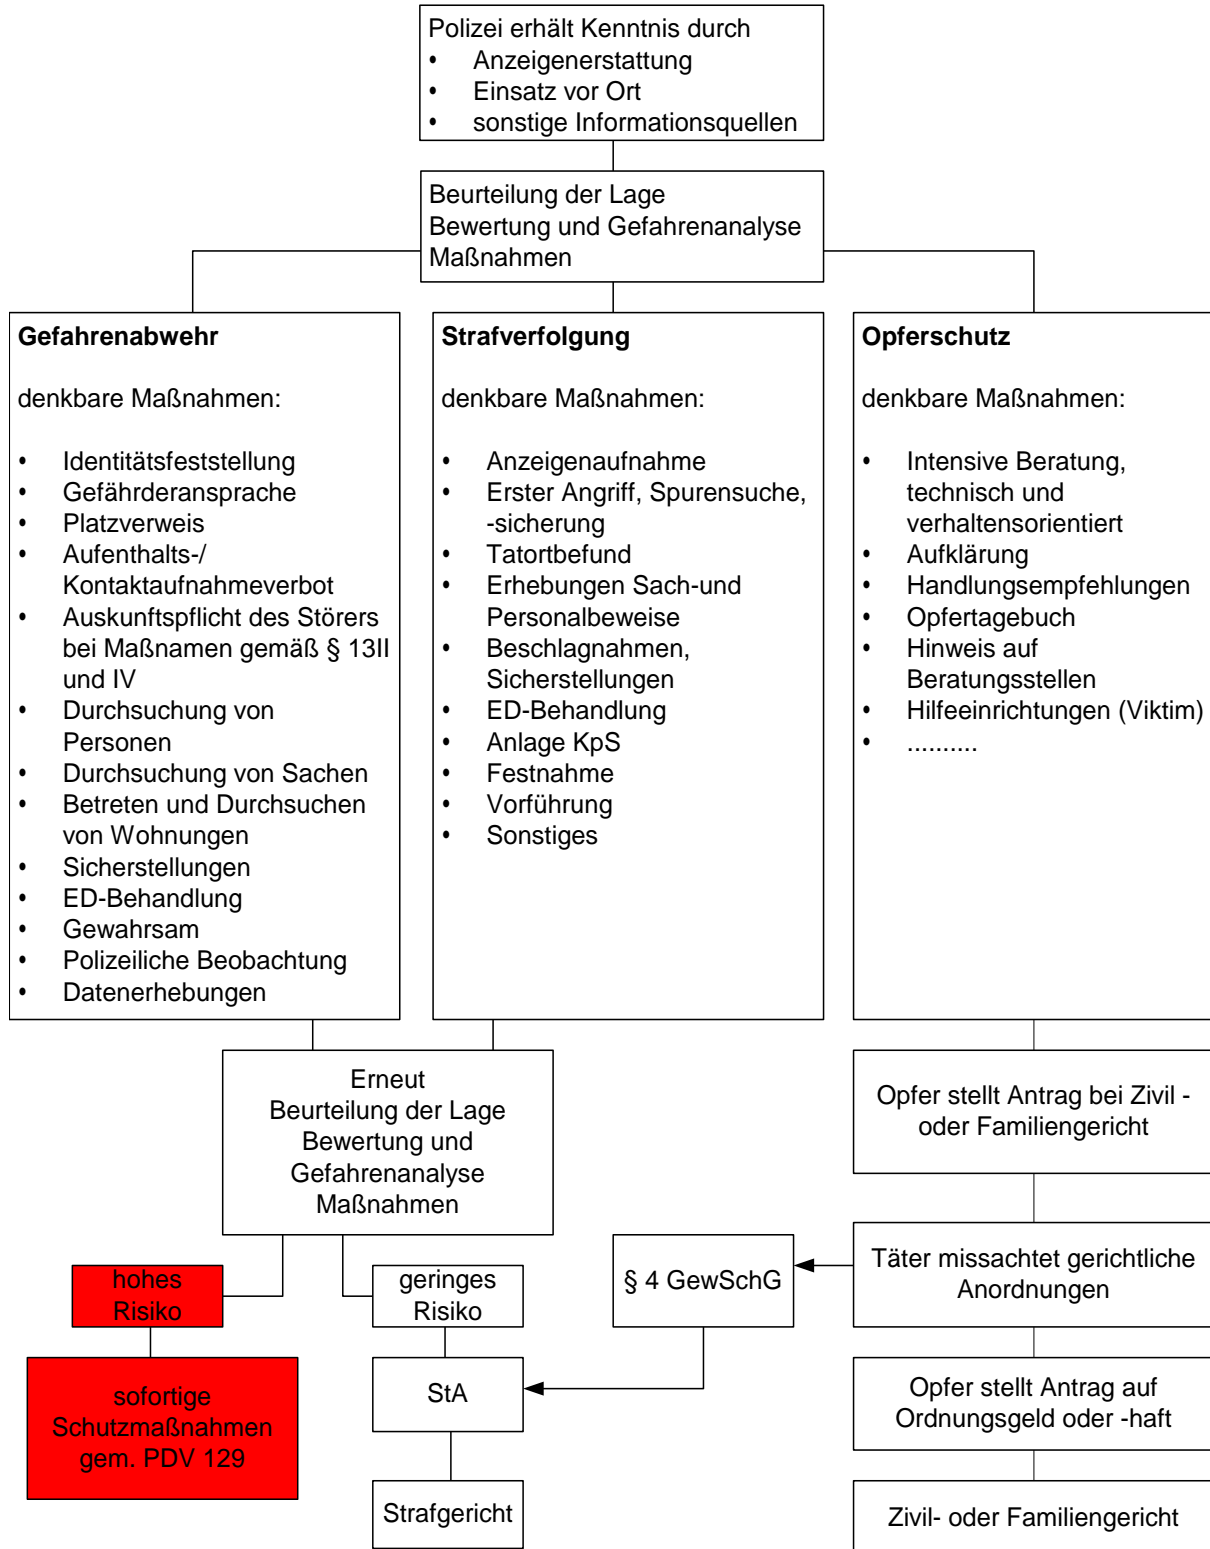 Polizei erhält Kenntnis durch
• Anzeigenerstattung
• Einsatz vor Ort
• sonstige Informationsquellen
Beurteilung der Lage
Bewertung und Gefahrenanalyse
Maßnahmen
Gefahrenabwehr
denkbare Maßnahmen:
• Identitätsfeststellung
• Gefährderansprache
• Platzverweis
• Aufenthalts-/
Kontaktaufnahmeverbot
• Auskunftspflicht des Störers
bei Maßnamen gemäß § 13II
und IV
• Durchsuchung von
Personen
• Durchsuchung von Sachen
• Betreten und Durchsuchen
von Wohnungen
• Sicherstellungen
• ED-Behandlung
• Gewahrsam
• Polizeiliche Beobachtung
• Datenerhebungen
Strafverfolgung
denkbare Maßnahmen:
• Anzeigenaufnahme
• Erster Angriff, Spurensuche,
-sicherung
• Tatortbefund
• Erhebungen Sach-und
Personalbeweise
• Beschlagnahmen,
Sicherstellungen
• ED-Behandlung
• Anlage KpS
• Festnahme
• Vorführung
• Sonstiges
Opferschutz
denkbare Maßnahmen:
• Intensive Beratung,
technisch und
verhaltensorientiert
• Aufklärung
• Handlungsempfehlungen
• Opfertagebuch
• Hinweis auf
Beratungsstellen
• Hilfeeinrichtungen (Viktim)
• ..........
Erneut
Beurteilung der Lage
Bewertung und
Gefahrenanalyse
Maßnahmen
Opfer stellt Antrag bei Zivil -
oder Familiengericht
hohes
Risiko
geringes
Risiko
§ 4 GewSchG
Täter missachtet gerichtliche
Anordnungen
sofortige
Schutzmaßnahmen
gem. PDV 129
StA
Opfer stellt Antrag auf
Ordnungsgeld oder -haft
Strafgericht
Zivil- oder Familiengericht